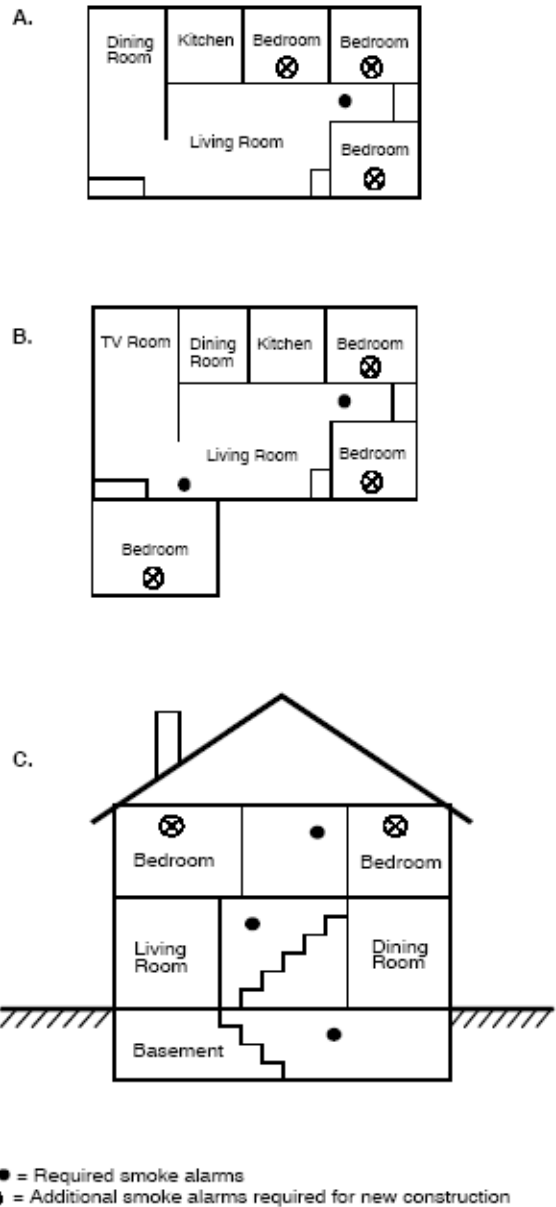 A.
Dining
Room
Kitchen
Bedroom
Bedroom
Living Room
Bedroom
B.
TV Room
Dining
Room
Kitchen
Bedroom
Living Room
Bedroom
Bedroom
C.
Bedroom
Bedroom
Living
Room
Dining
Room
Basement
= Required smoke alarms
= Additional smoke alarms required for new construction